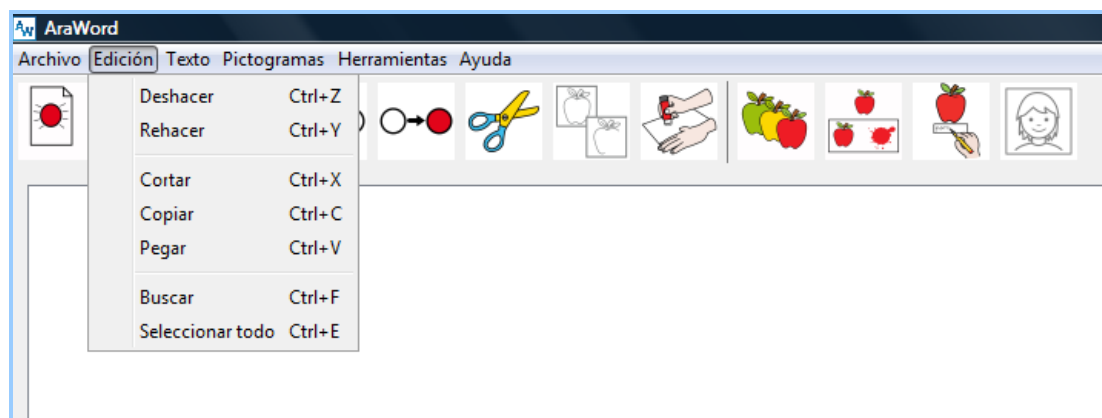 AraWord
Archivo Edición Texto Pictogramas Herramientas Ayuda
Deshacer Ctrl+Z
Rehacer Ctrl+Y
Cortar Ctrl+X
Copiar Ctrl+C
Pegar Ctrl+V
Buscar Ctrl+F
Seleccionar todo Ctrl+E